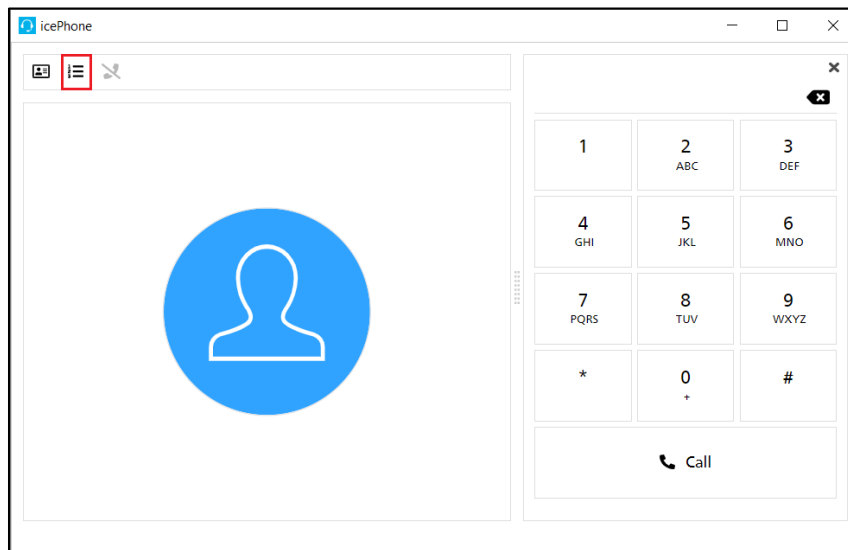 icePhone
1
2
ABC
3
DEF
4
GHI
5
JKL
6
MNO
7
PQRS
8
TUV
9
WXYZ
*
0
+
#
Call